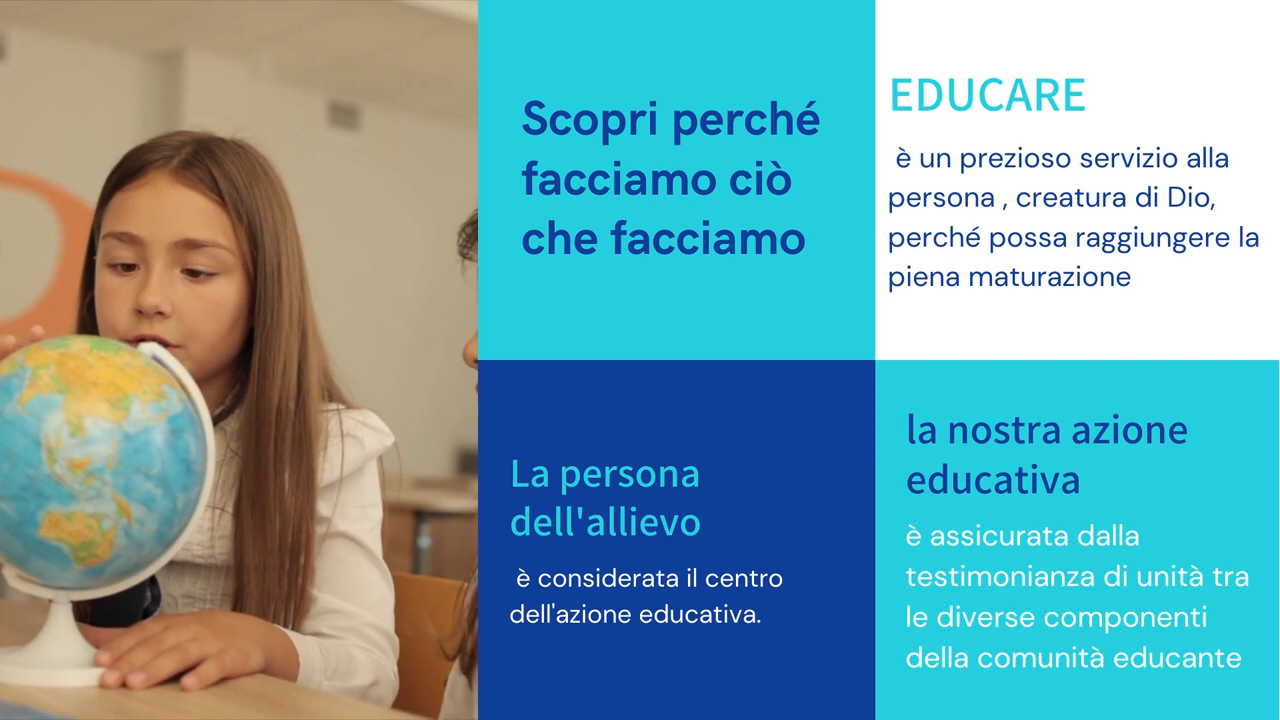 Scopri perché
facciamo ciò
che facciamo
EDUCARE
è un prezioso servizio alla
persona , creatura di Dio,
perché possa raggiungere la
piena maturazione
La persona
dell'allievo
è considerata il centro
dell'azione educativa.
la nostra azione
educativa
è assicurata dalla
testimonianza di unità tra
le diverse componenti
della comunità educante